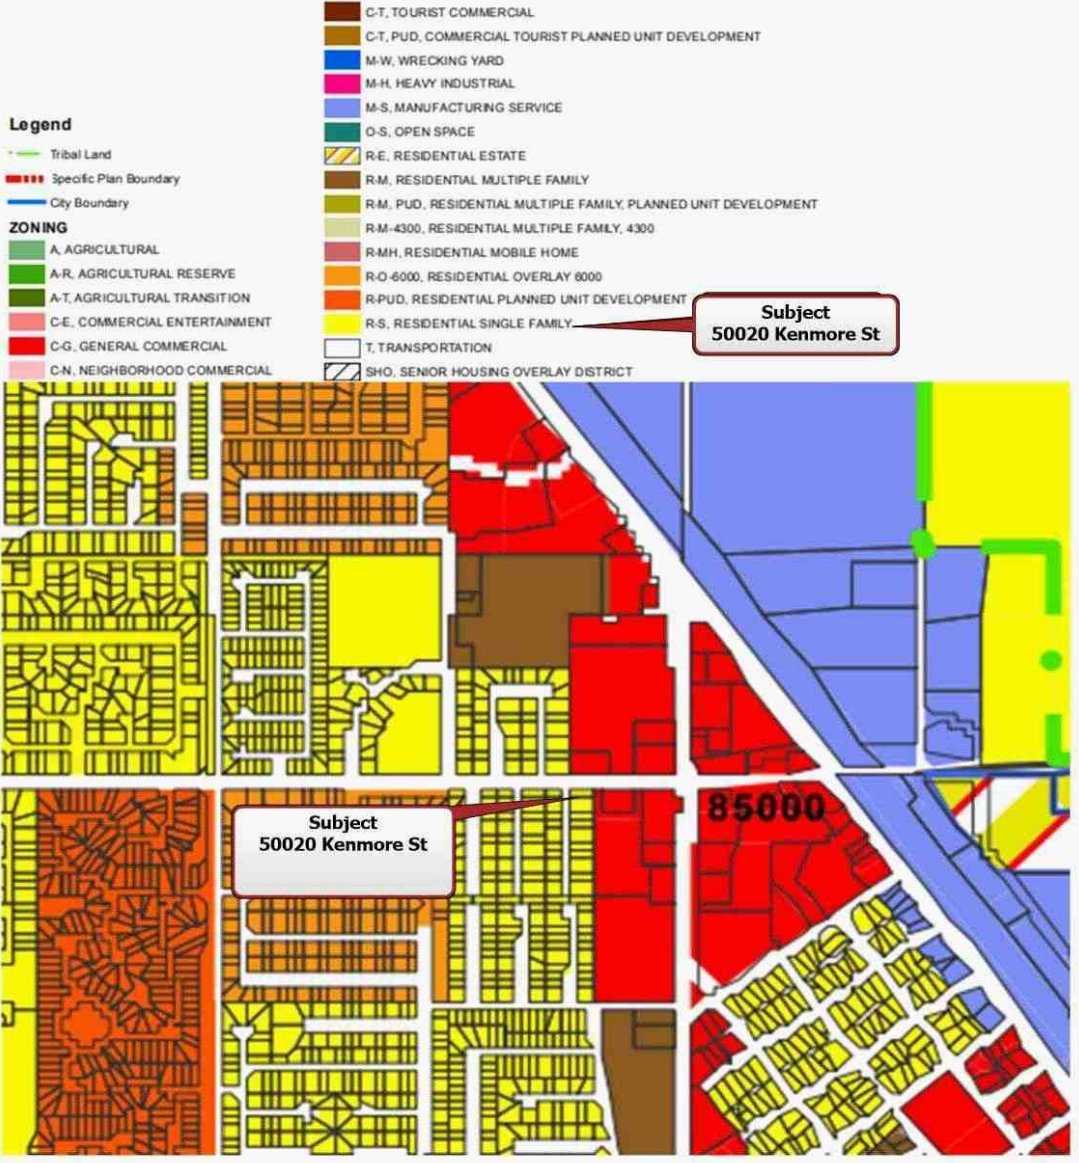 Legend
Tribal Land
Specific Plan Boundary
City Boundary
ZONING
A, AGRICULTURAL
A-R, AGRICULTURAL RESERVE
A-T, AGRICULTURAL TRANSITION
C-E, COMMERCIAL ENTERTAINMENT
C-G, GENERAL COMMERCIAL
C-N, NEIGHBORHOOD COMMERCIAL
C-T, TOURIST COMMERCIAL
C-T, PUD, COMMERCIAL TOURIST PLANNED UNIT DEVELOPMENT
M-W, WRECKING YARD
M-H, HEAVY INDUSTRIAL
M-S, MANUFACTURING SERVICE
O-S, OPEN SPACE
R-E, RESIDENTIAL ESTATE
R-M, RESIDENTIAL MULTIPLE FAMILY
R-M, PUD, RESIDENTIAL MULTIPLE FAMILY, PLANNED UNIT DEVELOPMENT
R-M-4300, RESIDENTIAL MULTIPLE FAMILY, 4300
R-MH, RESIDENTIAL MOBILE HOME
R-O-6000, RESIDENTIAL OVERLAY 6000
R-PUD, RESIDENTIAL PLANNED UNIT DEVELOPMENT
R-S, RESIDENTIAL SINGLE FAMILY
T, TRANSPORTATION
SHO, SENIOR HOUSING OVERLAY DISTRICT
Subject
50020 Kenmore St
Subject
50020 Kenmore St
85000